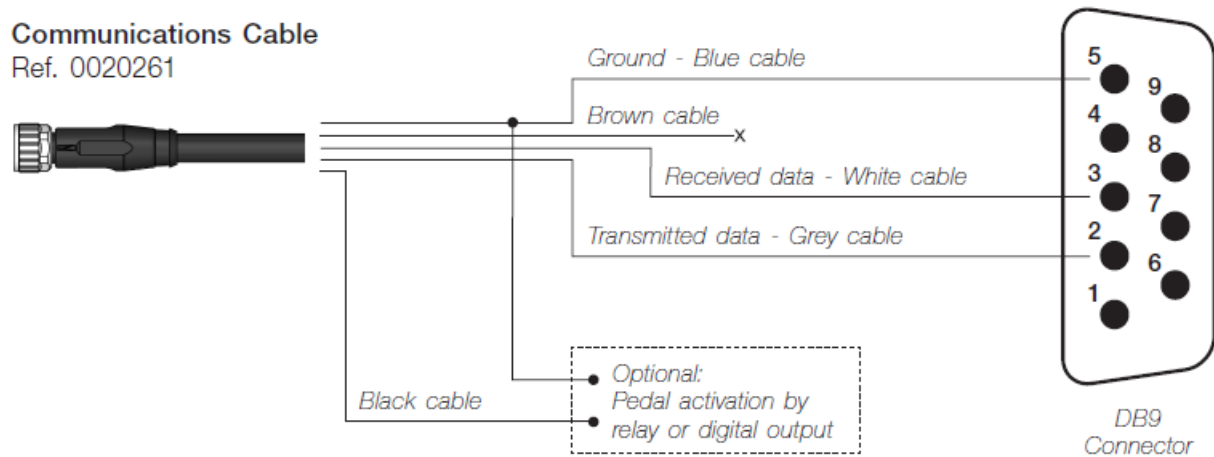 Communications Cable
Ref. 0020261
Ground - Blue cable
Brown cable
x
Received data - White cable
Transmitted data - Grey cable
Black cable
Optional:
Pedal activation by
relay or digital output
5
9
4
8
3
7
2
6
1
DB9
Connector